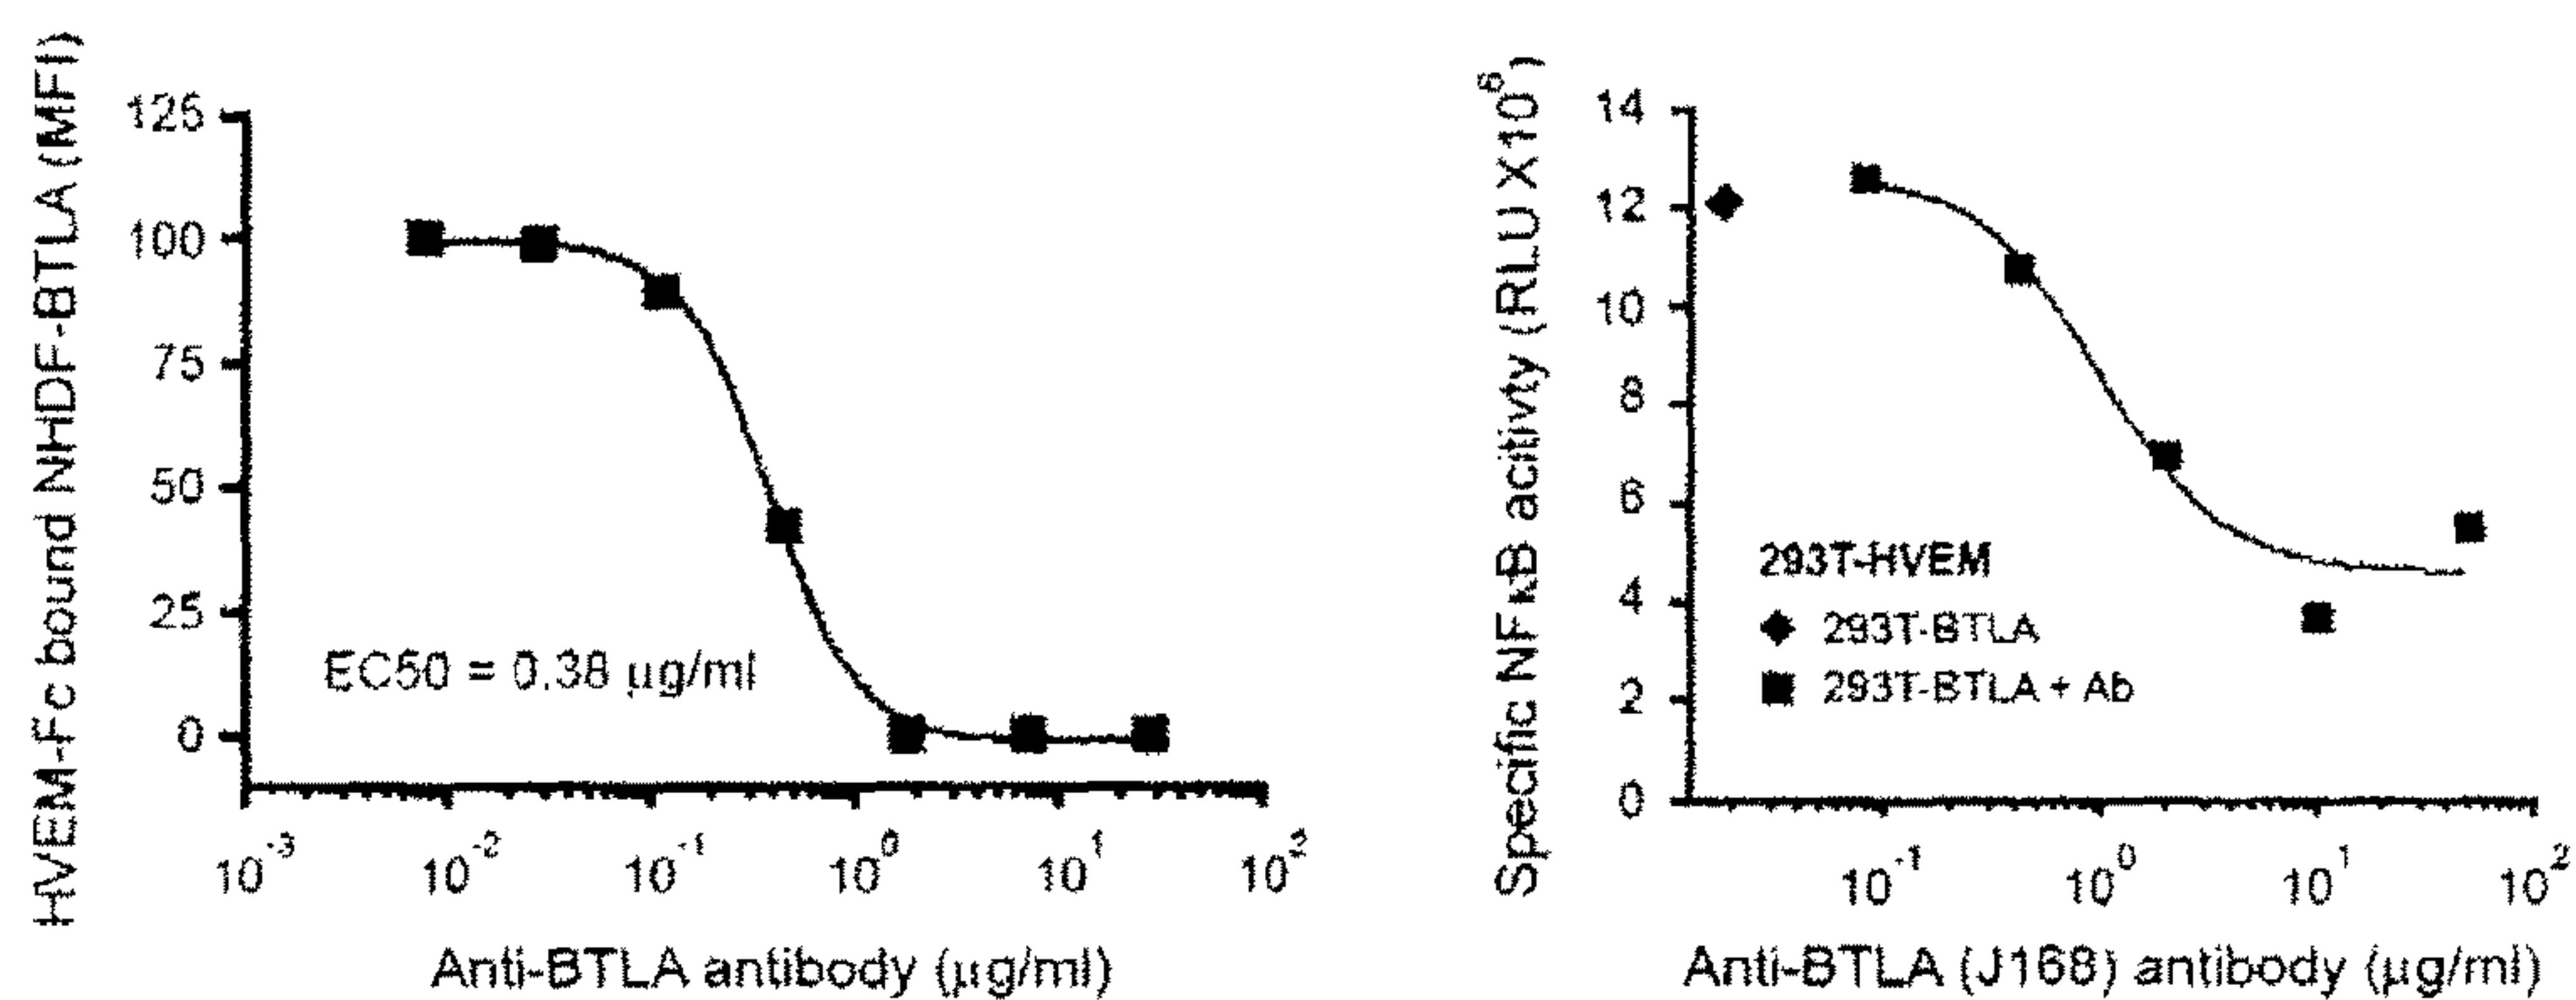 HVEM-Fc bound NHDF-BTLA (MFI)
125
100
75
50
25
0
EC50 = 0.38 µg/ml
10⁻³ 10⁻² 10⁻¹ 10⁰ 10¹ 10²
Anti-BTLA antibody (µg/ml)
Specific NFκB acitivty (RLU X10⁶)
14
12
10
8
6
4
2
0
293T-HVEM
293T-BTLA
293T-BTLA + Ab
10⁻¹ 10⁰ 10¹ 10²
Anti-BTLA (J168) antibody (µg/ml)